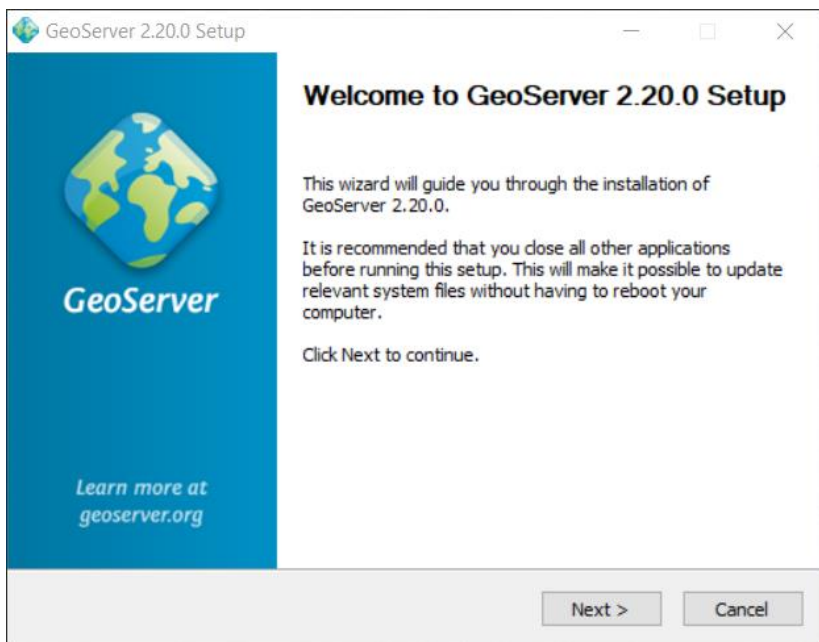 GeoServer 2.20.0 Setup
Welcome to GeoServer 2.20.0 Setup
This wizard will guide you through the installation of
GeoServer 2.20.0.
It is recommended that you close all other applications
before running this setup. This will make it possible to update
relevant system files without having to reboot your
computer.
Click Next to continue.
GeoServer
Learn more at
geoserver.org
Next >
Cancel